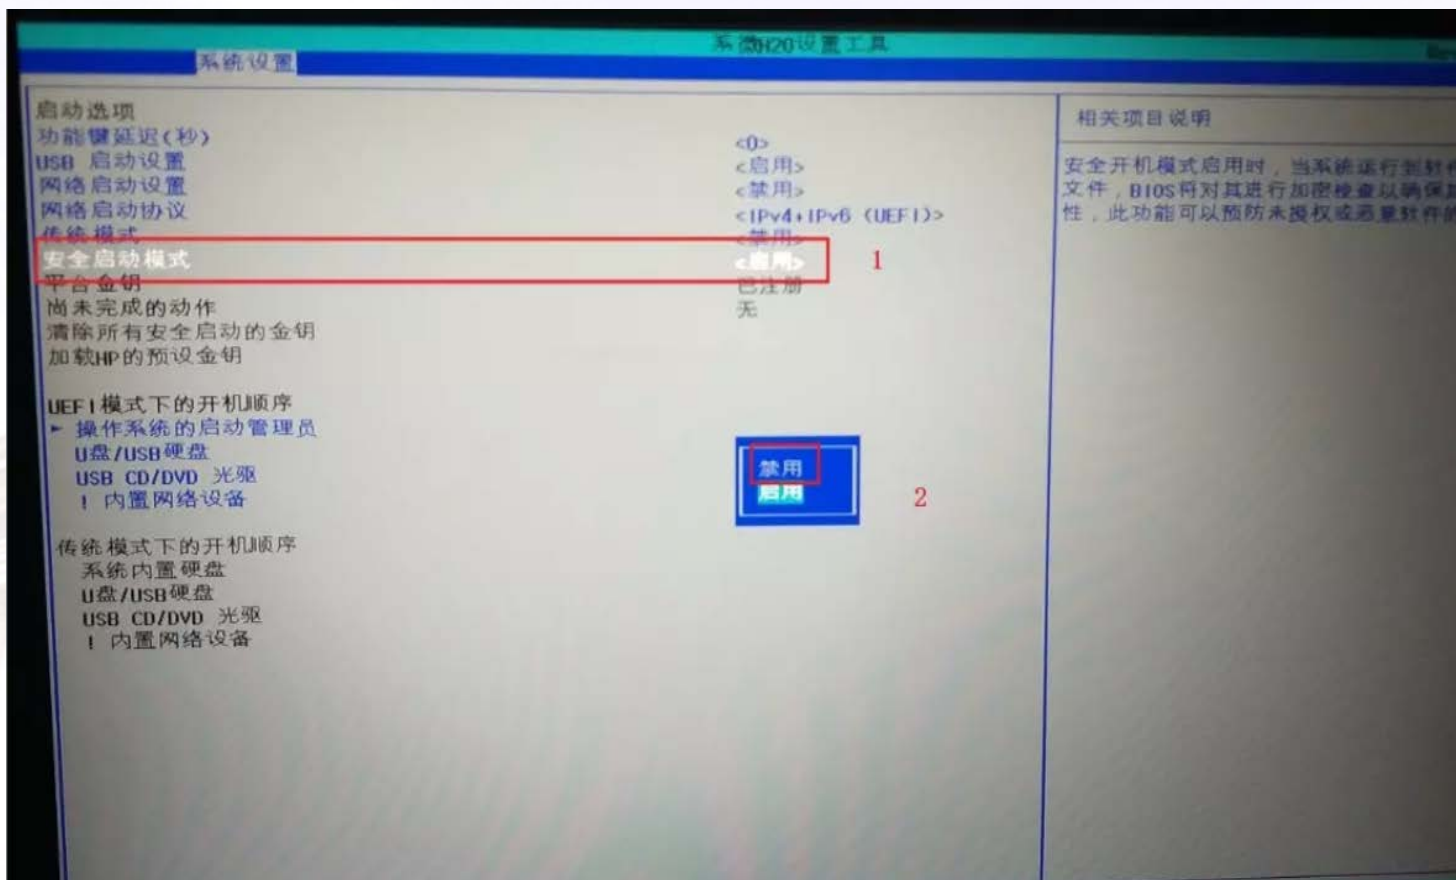 系微H20设置工具
系统设置
启动选项
功能键延迟(秒) <0>
USB 启动设置 <启用>
网络启动设置 <禁用>
网络启动协议 <IPv4+IPv6 (UEFI)>
传统模式 <禁用>
安全启动模式 <启用> 1
平台金钥 已注册
尚未完成的动作 无
清除所有安全启动的金钥
加载HP的预设金钥
UEFI模式下的开机顺序
► 操作系统的启动管理员
U盘/USB硬盘
USB CD/DVD 光驱
! 内置网络设备
禁用
启用
2
传统模式下的开机顺序
系统内置硬盘
U盘/USB硬盘
USB CD/DVD 光驱
! 内置网络设备
相关项目说明
安全开机模式启用时，当系统运行到软件
文件，BIOS将对其进行加密检查以确保
性，此功能可以预防未授权或恶意软件